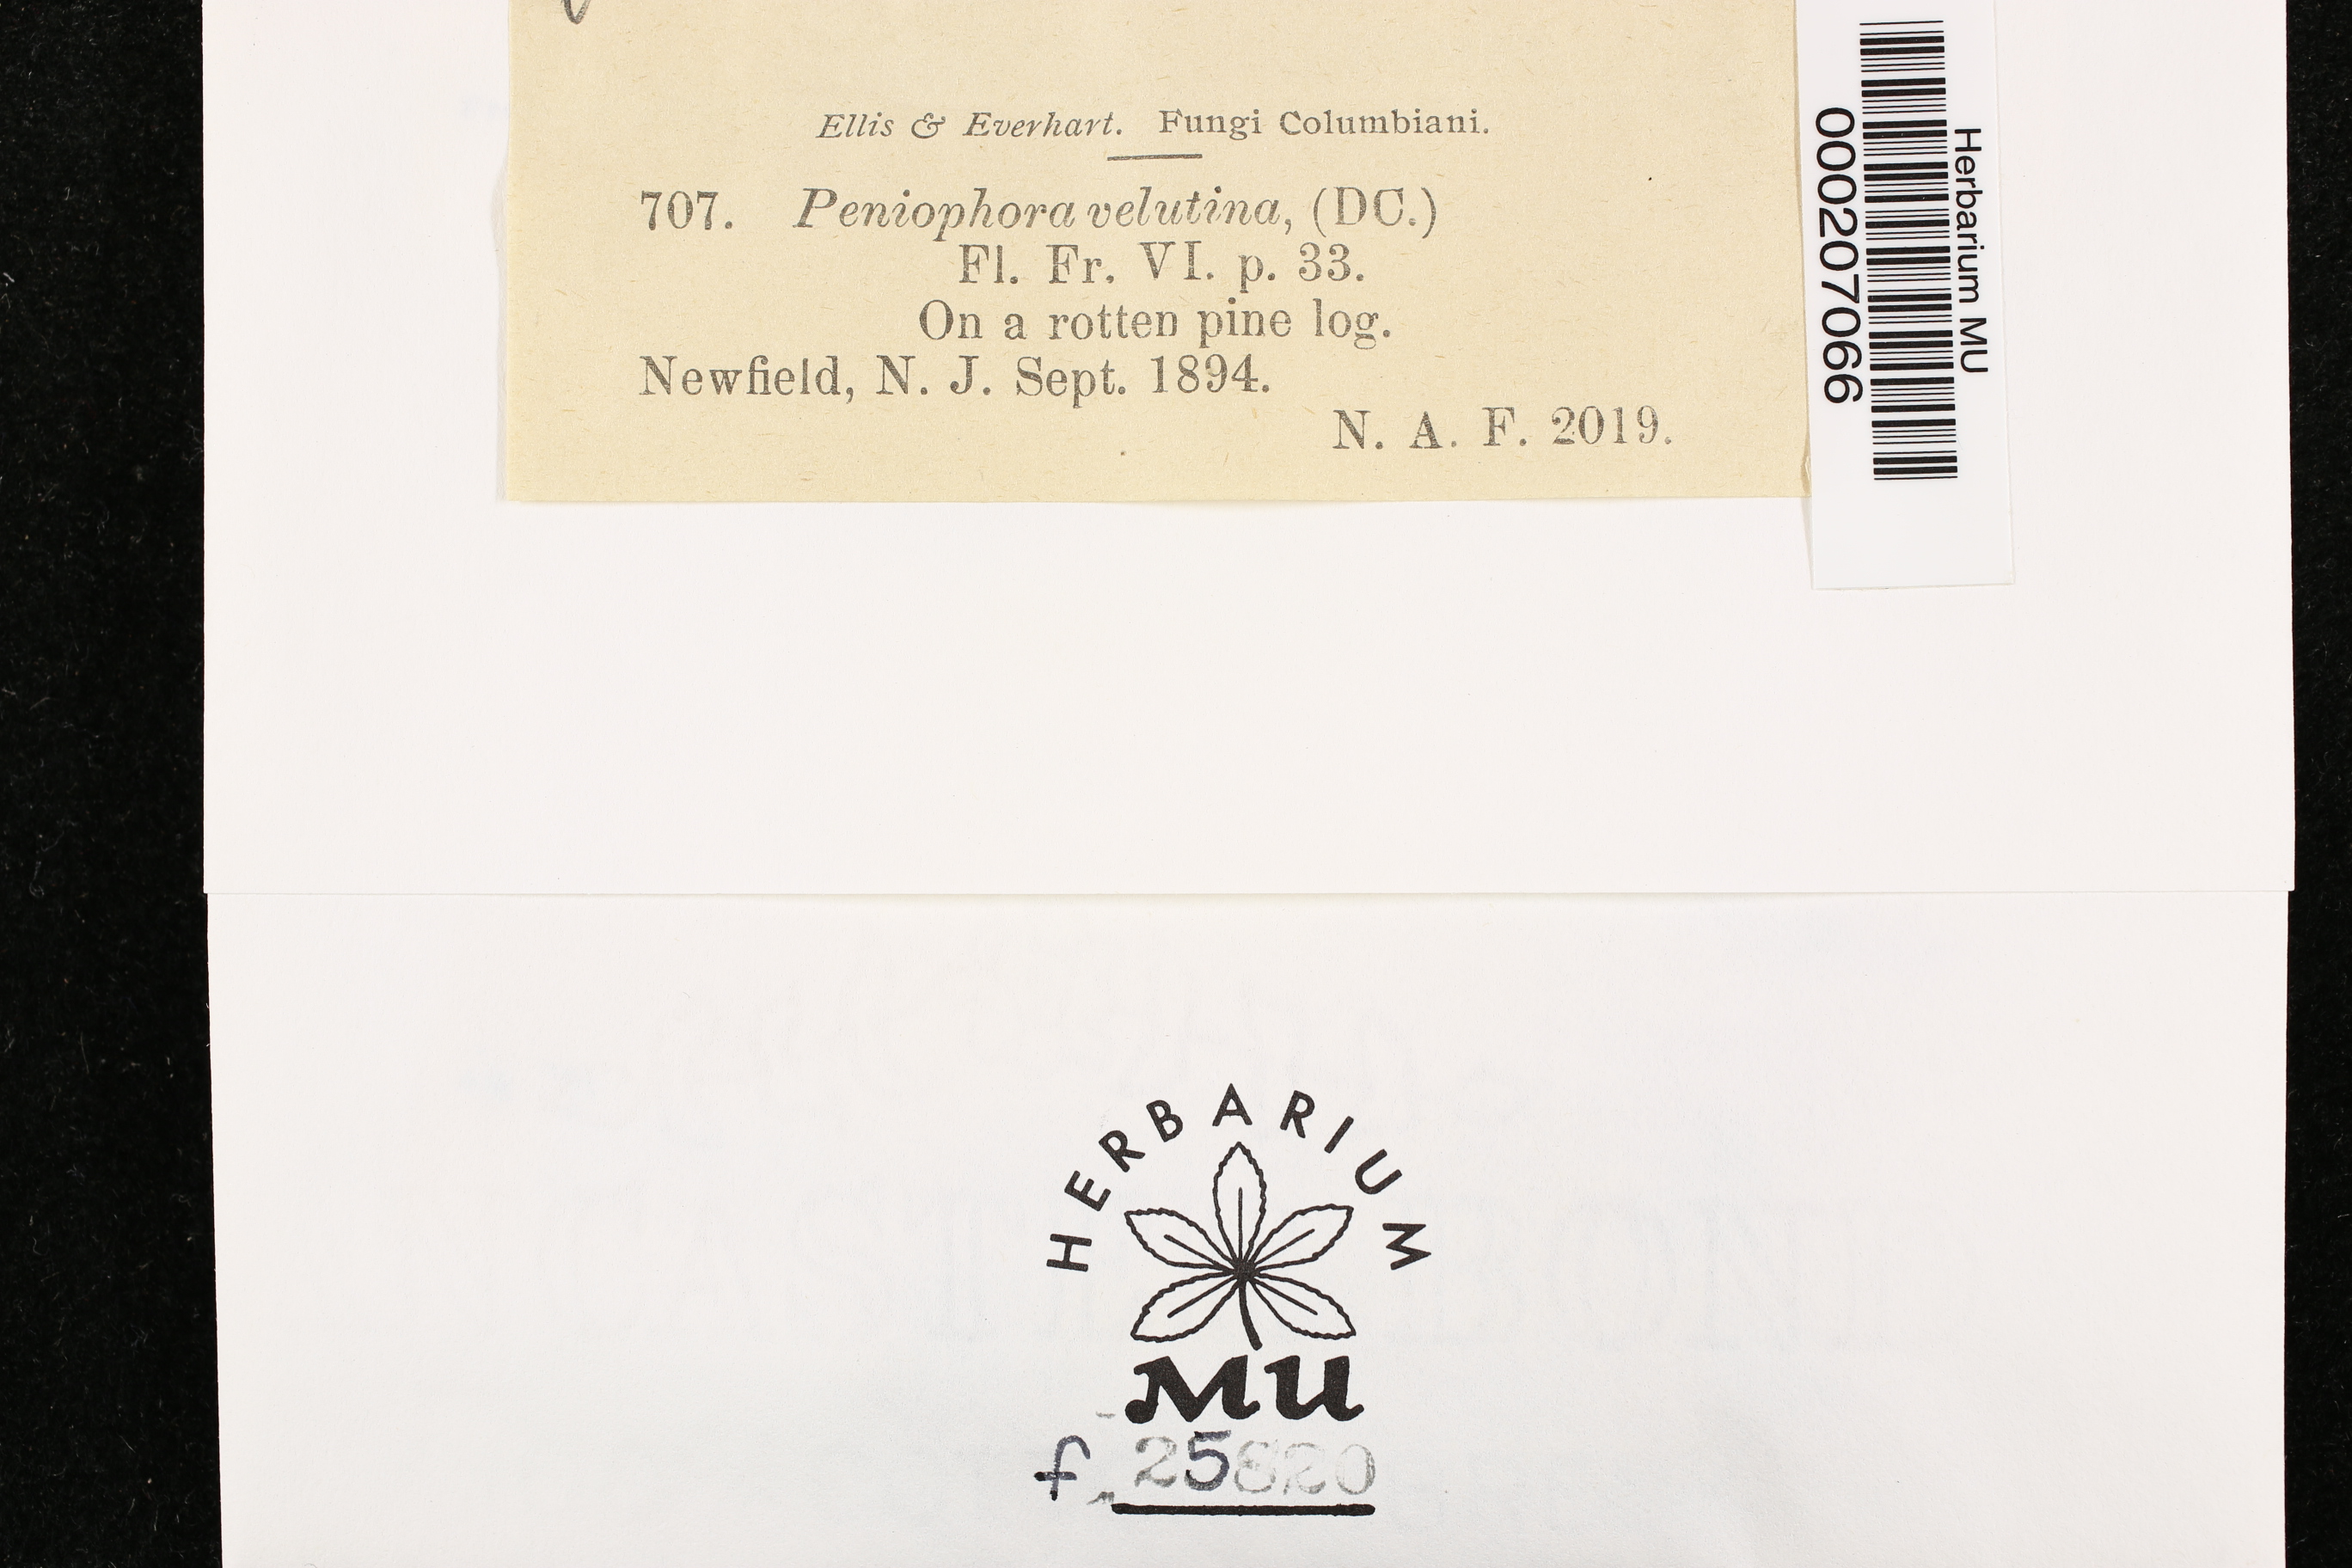 Ellis & Everhart. Fungi Columbiani.
707. Peniophora velutina, (DC.)
Fl. Fr. VI. p. 33.
On a rotten pine log.
Newfield, N. J. Sept. 1894.
N. A. F. 2019.
Herbarium MU
000207066
HERBARIUM
MU
f 25820